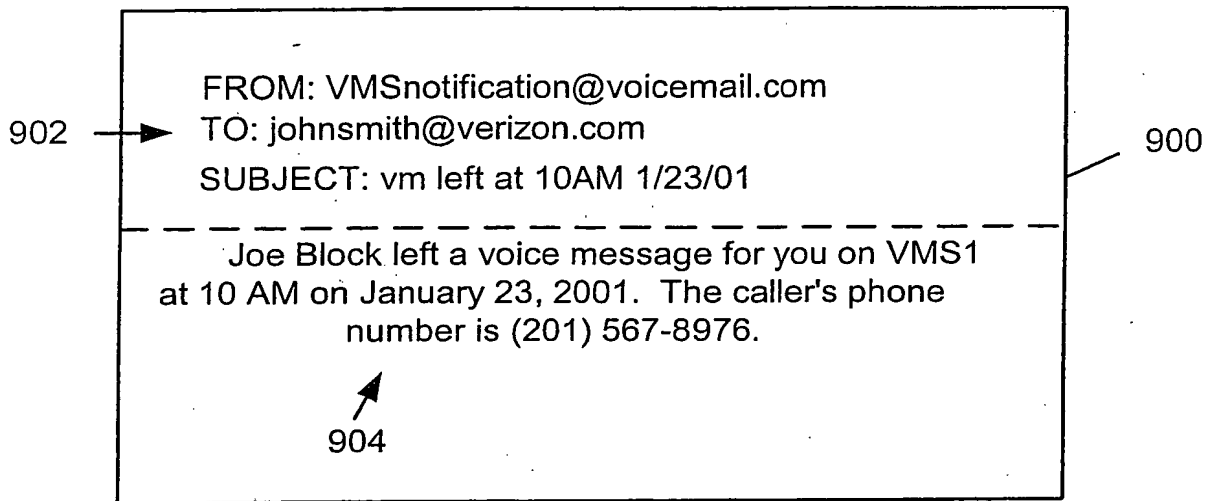 FROM: VMSnotification@voicemail.com
902
TO: johnsmith@verizon.com
900
SUBJECT: vm left at 10AM 1/23/01
Joe Block left a voice message for you on VMS1
at 10 AM on January 23, 2001. The caller's phone
number is (201) 567-8976.
904